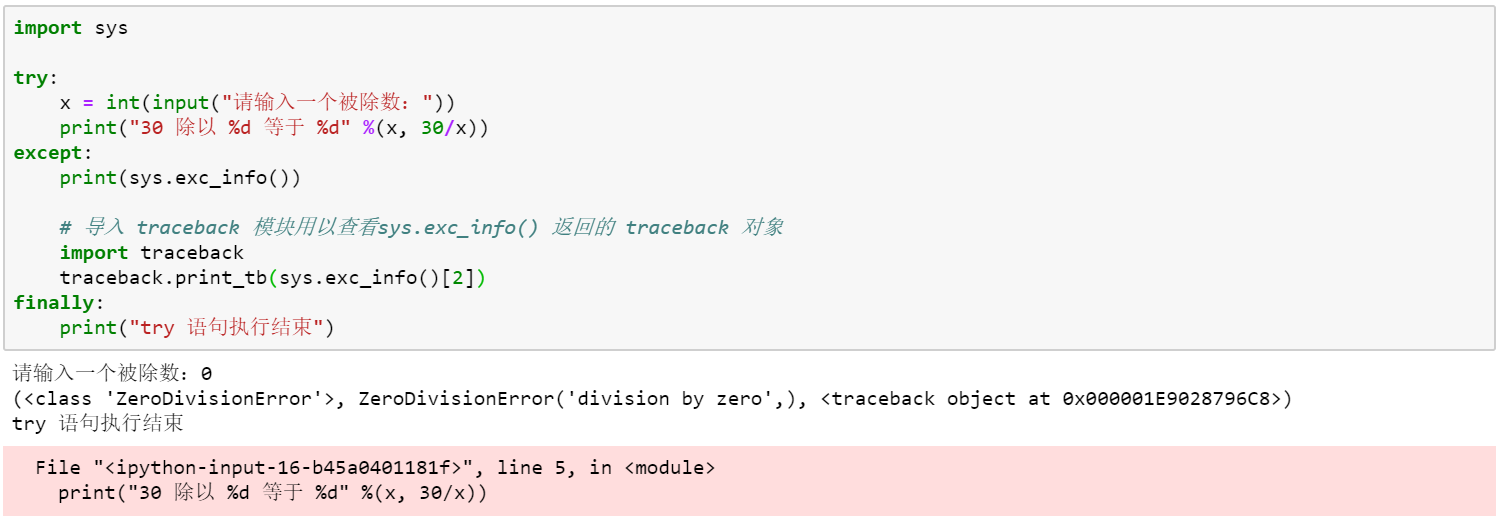 import sys

try:
    x = int(input("请输入一个被除数："))
    print("30 除以 %d 等于 %d" %(x, 30/x))
except:
    print(sys.exc_info())

    # 导入 traceback 模块用以查看sys.exc_info() 返回的 traceback 对象
    import traceback
    traceback.print_tb(sys.exc_info()[2])
finally:
    print("try 语句执行结束")
请输入一个被除数：0
(<class 'ZeroDivisionError'>, ZeroDivisionError('division by zero',), <traceback object at 0x000001E9028796C8>)
try 语句执行结束
  File "<ipython-input-16-b45a0401181f>", line 5, in <module>
    print("30 除以 %d 等于 %d" %(x, 30/x))